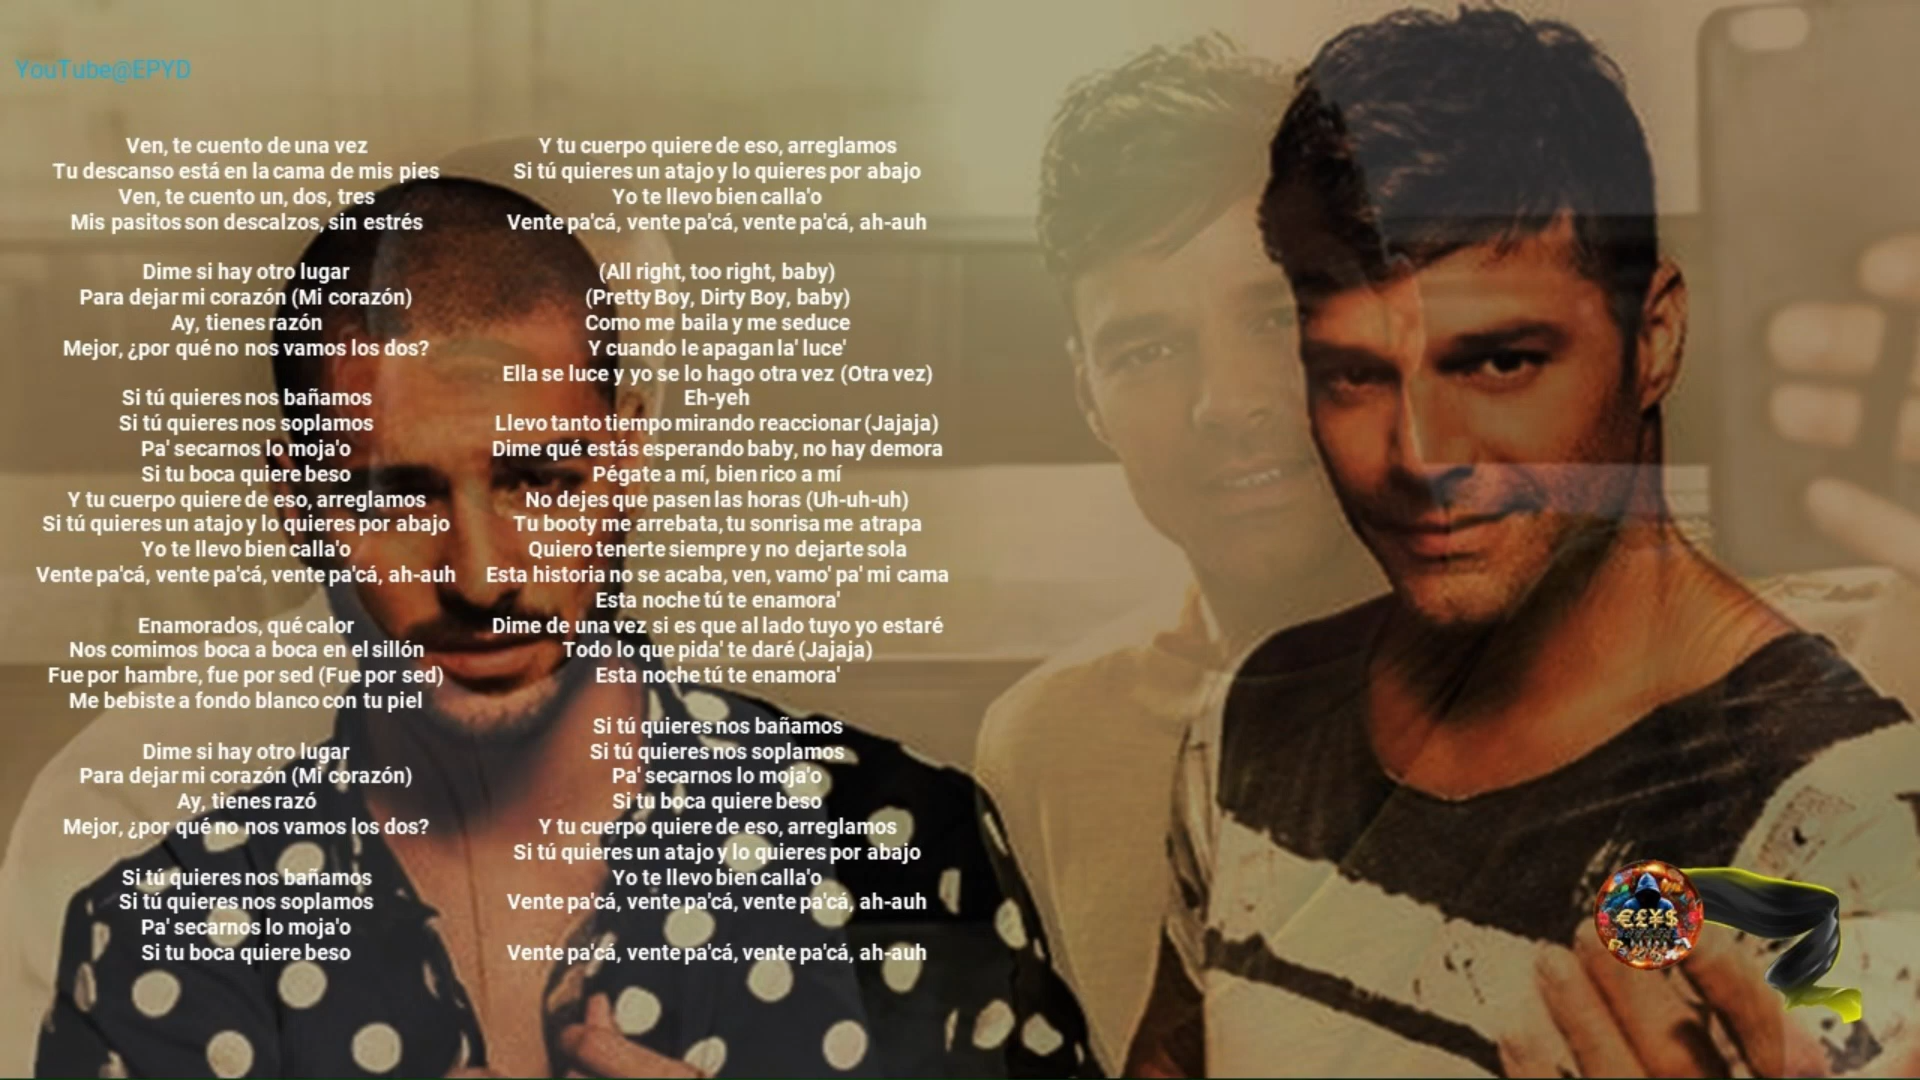 YouTube@EPYD
Ven, te cuento de una vez
Tu descanso está en la cama de mis pies
Ven, te cuento un, dos, tres
Mis pasitos son descalzos, sin estrés
Dime si hay otro lugar
Para dejar mi corazón (Mi corazón)
Ay, tienes razón
Mejor, ¿por qué no nos vamos los dos?
Si tú quieres nos bañamos
Si tú quieres nos soplamos
Pa' secarnos lo moja'o
Si tu boca quiere beso
Y tu cuerpo quiere de eso, arreglamos
Si tú quieres un atajo y lo quieres por abajo
Yo te llevo bien calla'o
Vente pa'cá, vente pa'cá, vente pa'cá, ah-auh
Enamorados, qué calor
Nos comimos boca a boca en el sillón
Fue por hambre, fue por sed (Fue por sed)
Me bebiste a fondo blanco con tu piel
Dime si hay otro lugar
Para dejar mi corazón (Mi corazón)
Ay, tienes razó
Mejor, ¿por qué no nos vamos los dos?
Si tú quieres nos bañamos
Si tú quieres nos soplamos
Pa' secarnos lo moja'o
Si tu boca quiere beso
Y tu cuerpo quiere de eso, arreglamos
Si tú quieres un atajo y lo quieres por abajo
Yo te llevo bien calla'o
Vente pa'cá, vente pa'cá, vente pa'cá, ah-auh
(All right, too right, baby)
(Pretty Boy, Dirty Boy, baby)
Como me baila y me seduce
Y cuando le apagan la' luce'
Ella se luce y yo se lo hago otra vez (Otra vez)
Eh-yeh
Llevo tanto tiempo mirando reaccionar (Jajaja)
Dime qué estás esperando baby, no hay demora
Pégate a mí, bien rico a mí
No dejes que pasen las horas (Uh-uh-uh)
Tu booty me arrebata, tu sonrisa me atrapa
Quiero tenerte siempre y no dejarte sola
Esta historia no se acaba, ven, vamo' pa' mi cama
Esta noche tú te enamora'
Dime de una vez si es que al lado tuyo yo estaré
Todo lo que pida' te daré (Jajaja)
Esta noche tú te enamora'
Si tú quieres nos bañamos
Si tú quieres nos soplamos
Pa' secarnos lo moja'o
Si tu boca quiere beso
Y tu cuerpo quiere de eso, arreglamos
Si tú quieres un atajo y lo quieres por abajo
Yo te llevo bien calla'o
Vente pa'cá, vente pa'cá, vente pa'cá, ah-auh
Vente pa'cá, vente pa'cá, vente pa'cá, ah-auh
€£¥$